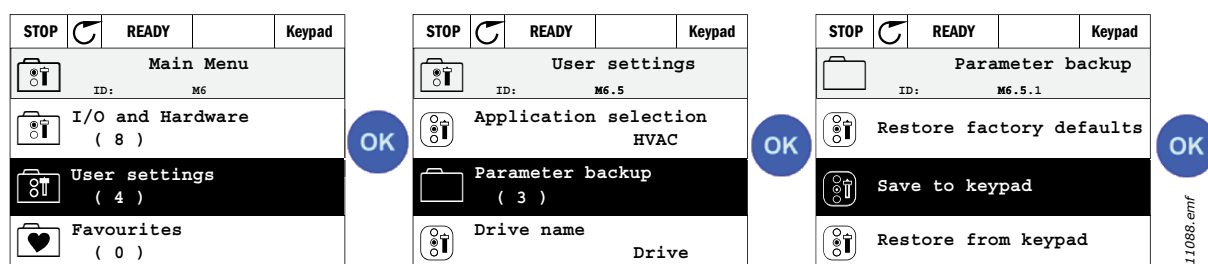 STOP READY Keypad
Main Menu
ID: M6
I/O and Hardware
( 8 )
User settings
( 4 )
Favourites
( 0 )
OK
STOP READY Keypad
User settings
ID: M6.5
Application selection
HVAC
Parameter backup
( 3 )
Drive name
Drive
OK
STOP READY Keypad
Parameter backup
ID: M6.5.1
Restore factory defaults
Save to keypad
Restore from keypad
OK
11088.emf